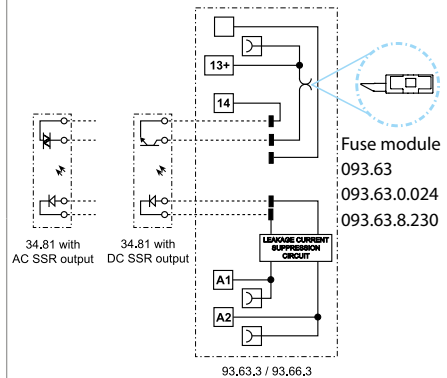 13+
14
Fuse module
093.63
093.63.0.024
093.63.8.230
34.81 with
AC SSR output
34.81 with
DC SSR output
LEAKAGE CURRENT
SUPPRESSION
CIRCUIT
A1
A2
93.63.3 / 93.66.3